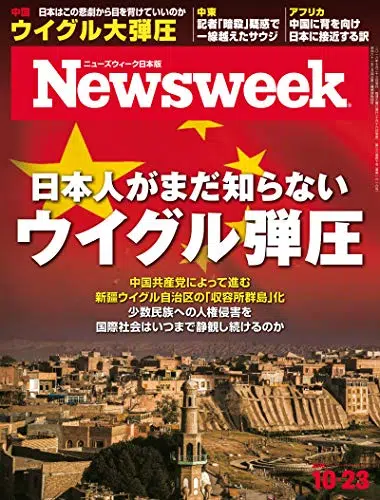 中国
日本はこの悲劇から目を背けていいのか
ウイグル大弾圧
中東
記者「暗殺」疑惑で
一線越えたサウジ
アフリカ
中国に背を向け
日本に接近する訳
ニューズウィーク日本版
Newsweek
日本人がまだ知らない
ウイグル弾圧
中国共産党によって進む
新疆ウイグル自治区の「収容所群島」化
少数民族への人権侵害を
国際社会はいつまで静観し続けるのか
10・23